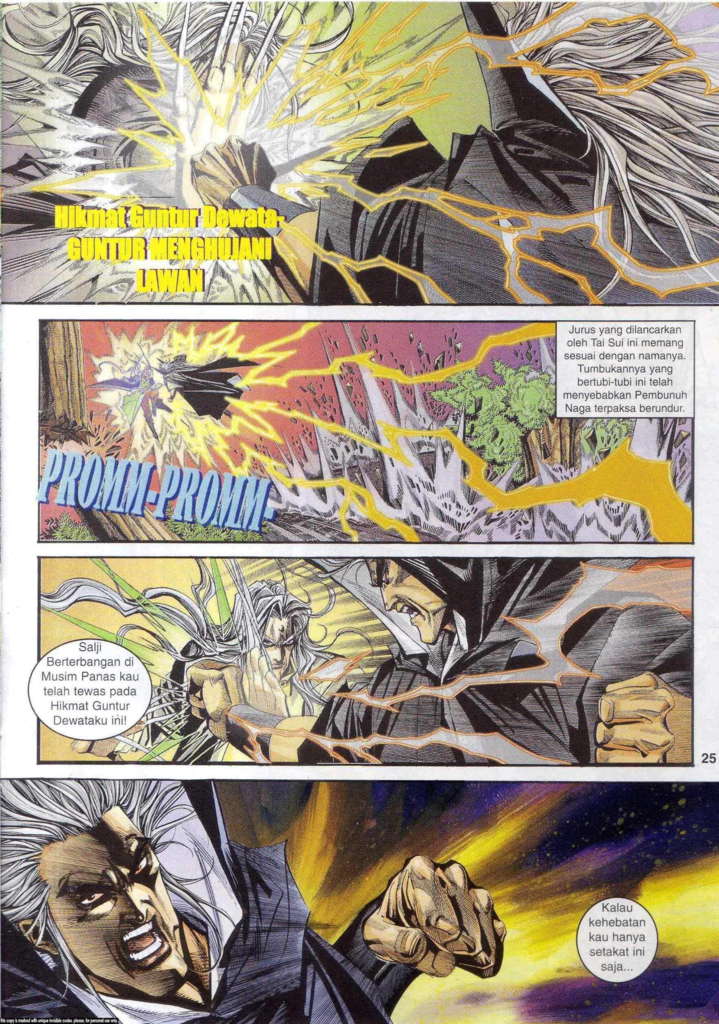 Hikmat Guntur Dewata-
GUNTUR MENGHUJANI
LAWAN
Jurus yang dilancarkan
oleh Tai Sui ini memang
sesuai dengan namanya.
Tumbukannya yang
bertubi-tubi ini telah
menyebabkan Pembunuh
Naga terpaksa berundur.
PROMM-PROMM-
Salji
Berterbangan di
Musim Panas kau
telah tewas pada
Hikmat Guntur
Dewataku ini!
25
Kalau
kehebatan
kau hanya
setakat ini
saja...